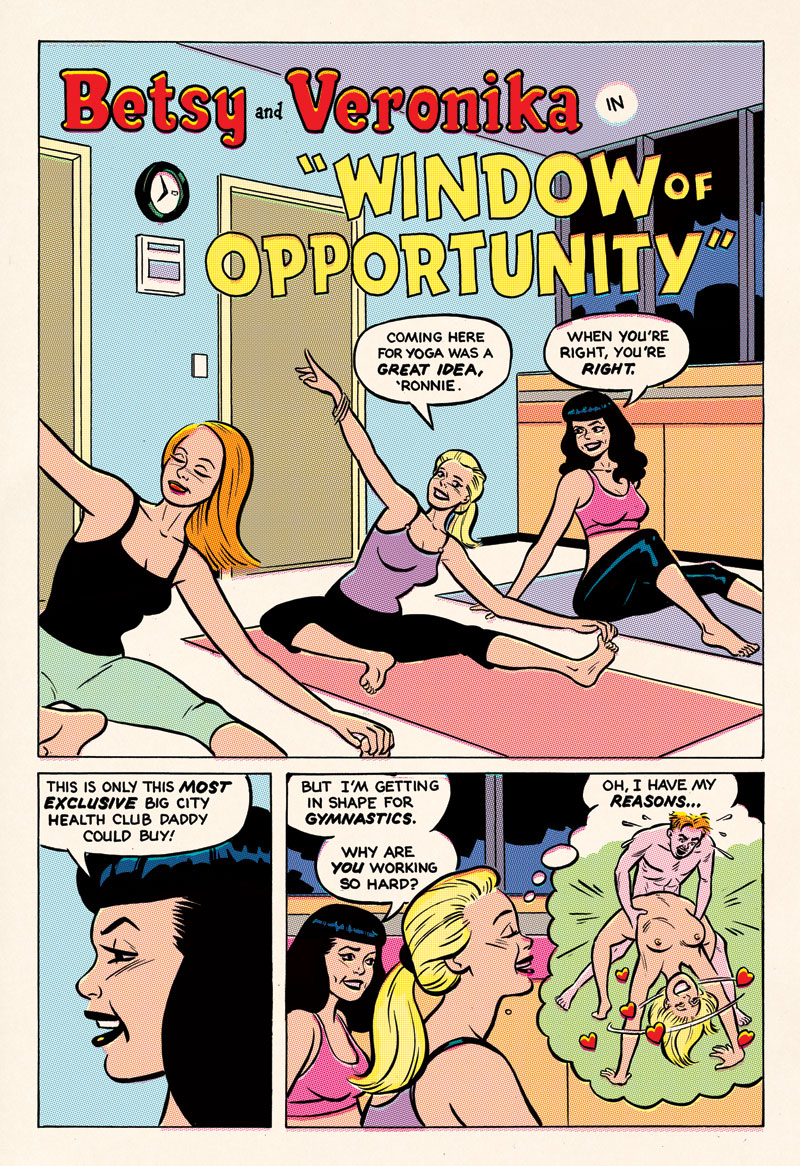 Betsy and Veronika IN
"WINDOW OF
OPPORTUNITY"
COMING HERE
FOR YOGA WAS A
GREAT IDEA,
'RONNIE.
WHEN YOU'RE
RIGHT, YOU'RE
RIGHT.
THIS IS ONLY THIS MOST
EXCLUSIVE BIG CITY
HEALTH CLUB DADDY
COULD BUY!
BUT I'M GETTING
IN SHAPE FOR
GYMNASTICS.
WHY ARE
YOU WORKING
SO HARD?
OH, I HAVE MY
REASONS...